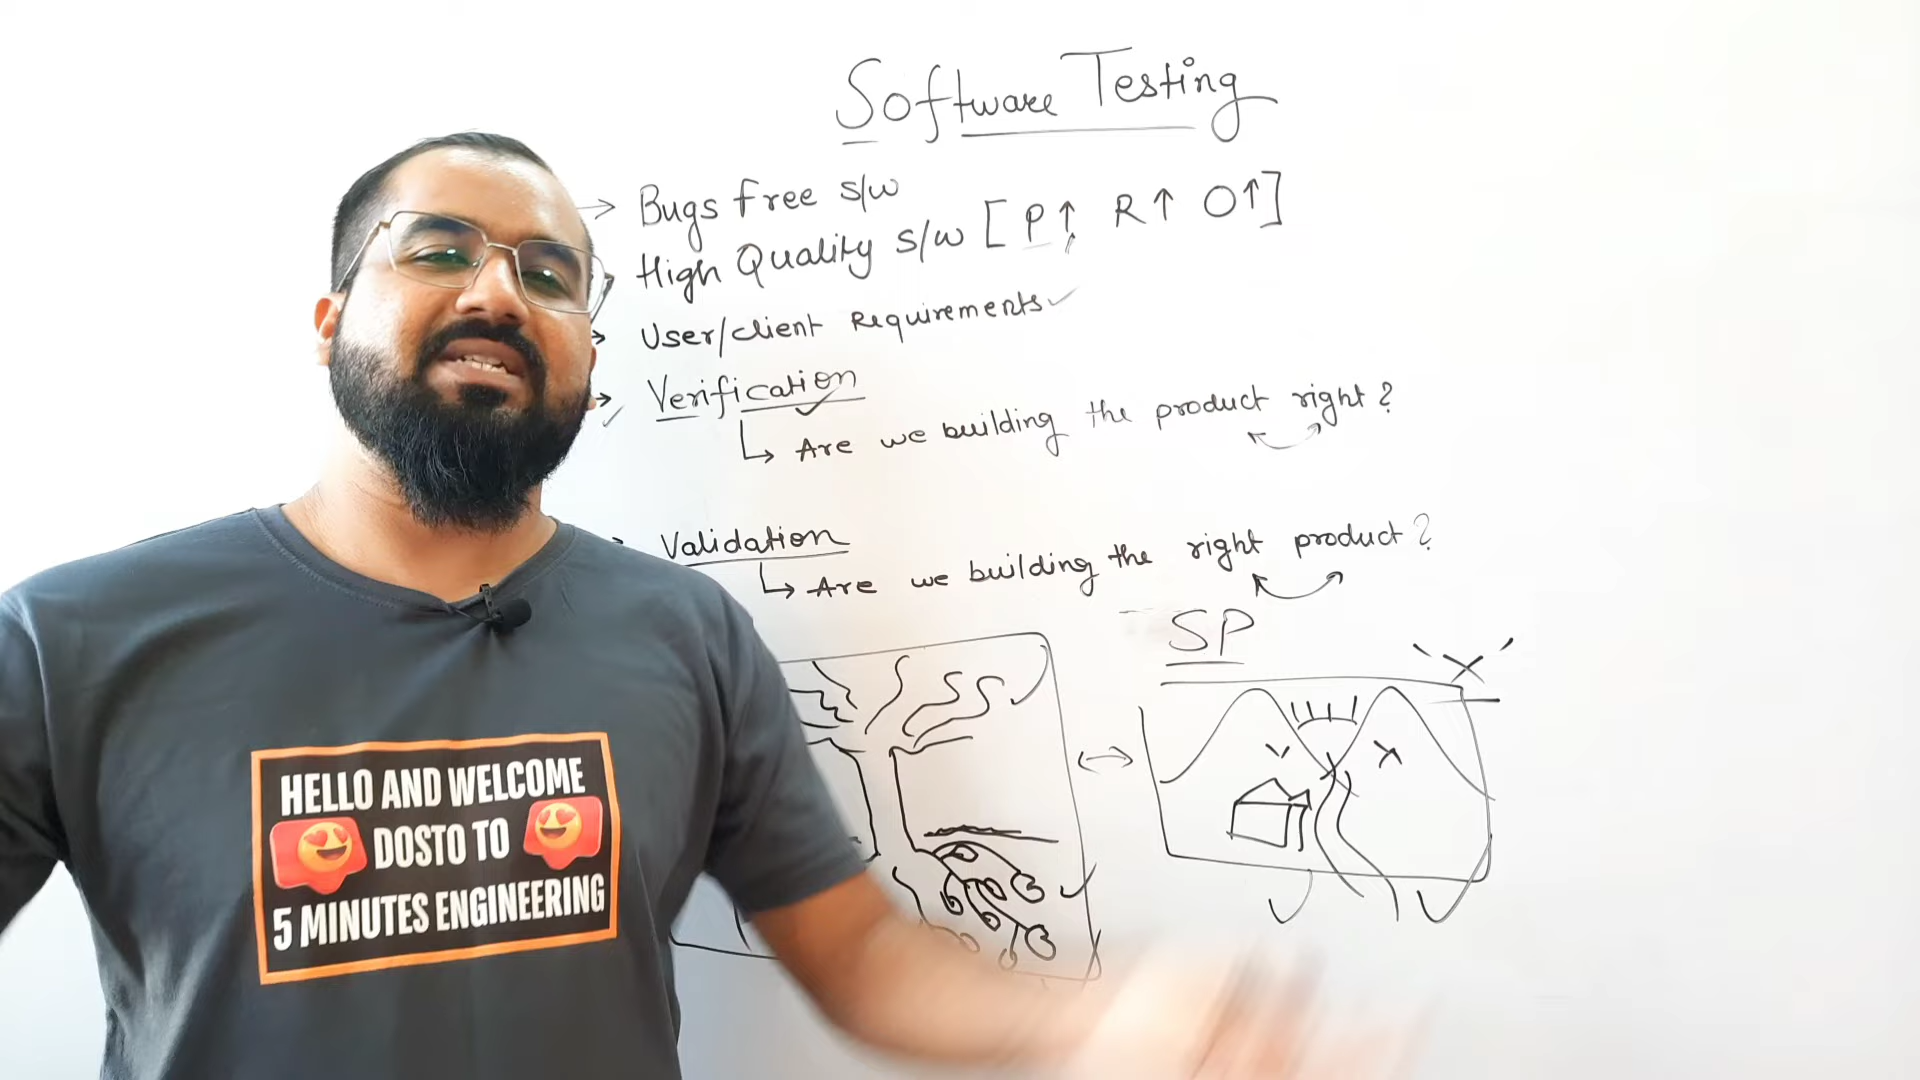 Software Testing
Bugs free s/w
High Quality s/w [ P↑ R↑ O↑]
User/client Requirements
Verification
Are we building the product right?
Validation
Are we building the right product?
SP
HELLO AND WELCOME
DOSTO TO
5 MINUTES ENGINEERING